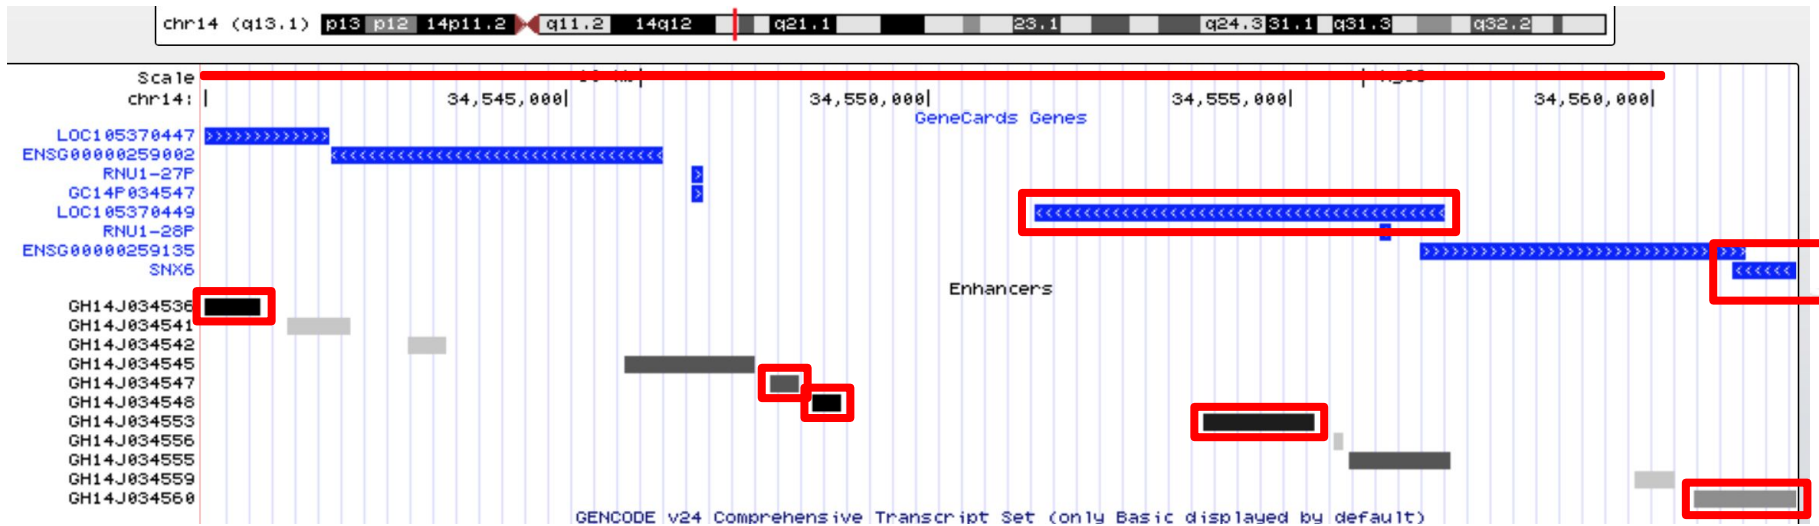 chr14 (q13.1) p13 p12 14p11.2 q11.2 14q12 q21.1 23.1 q24.3 31.1 q31.3 q32.2
Scale
chr14: 34,545,000 34,550,000 34,555,000 34,560,000
GeneCards Genes
LOC105370447
ENSG00000259002
RNU1-27P
GC14P034547
LOC105370449
RNU1-28P
ENSG00000259135
SNX6
Enhancers
GH14J034536
GH14J034541
GH14J034542
GH14J034545
GH14J034547
GH14J034548
GH14J034553
GH14J034556
GH14J034555
GH14J034559
GH14J034560
GENCODE v24 Comprehensive Transcript Set (only Basic displayed by default)